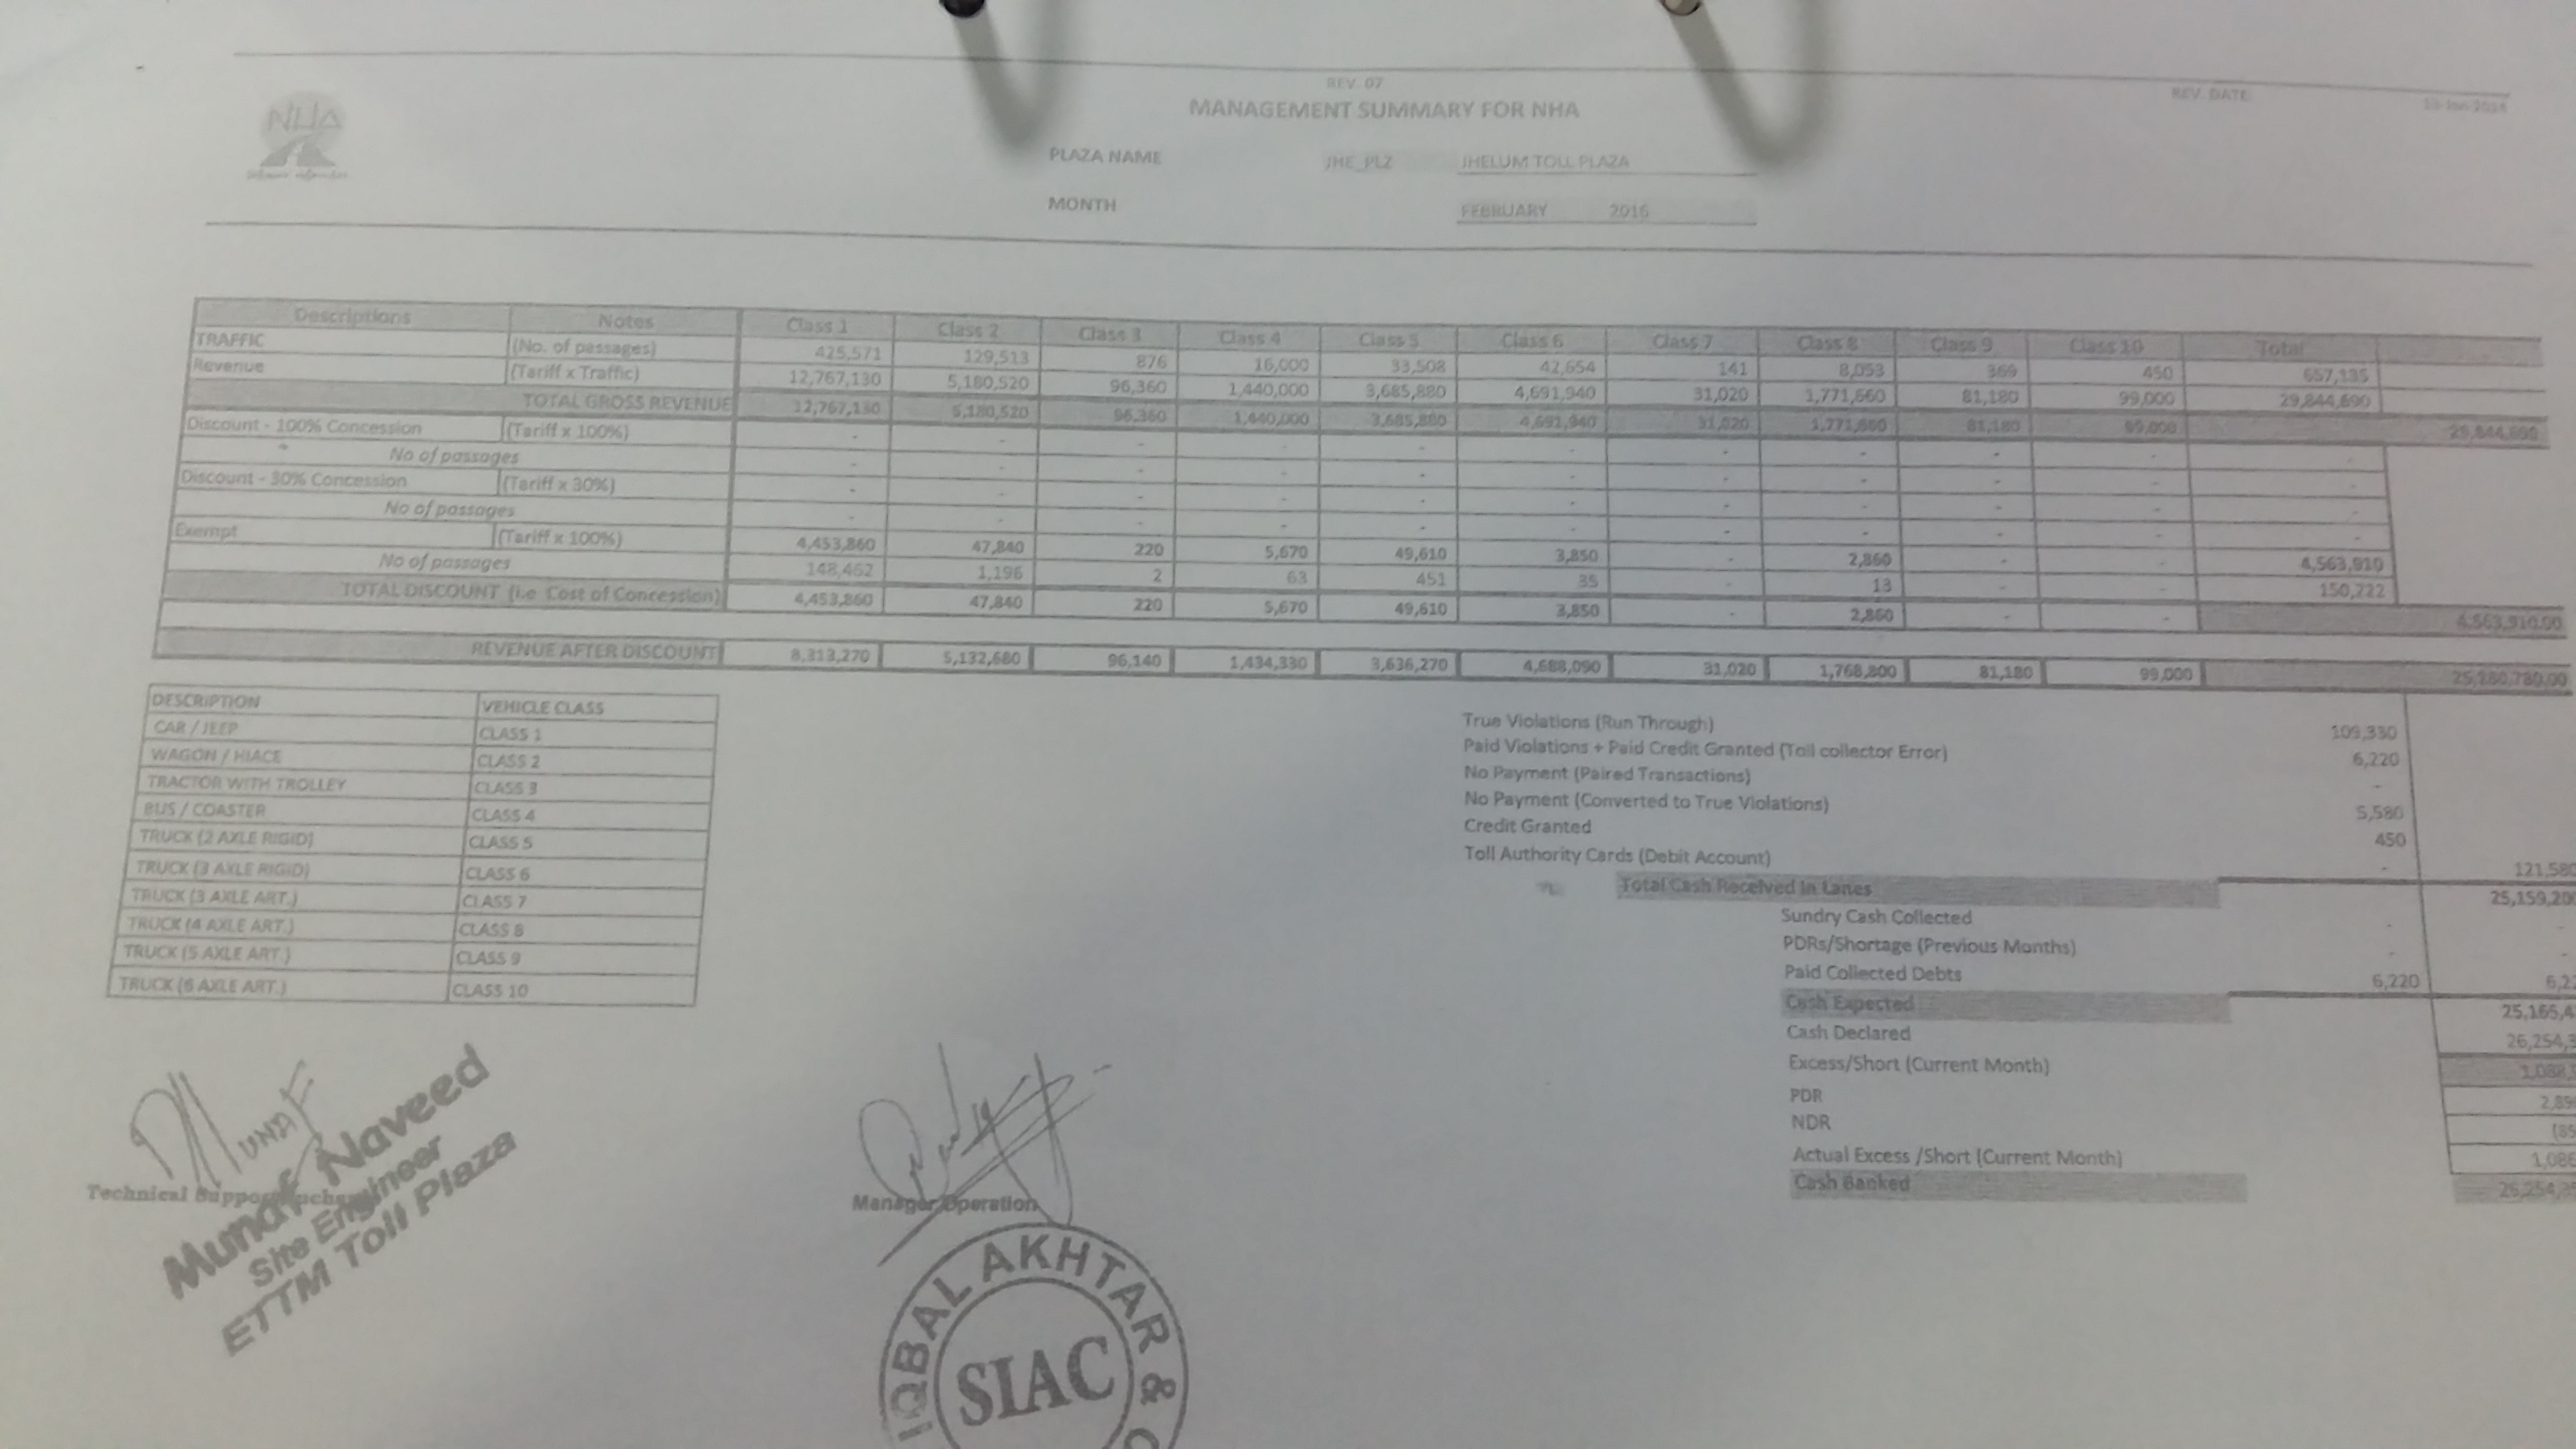 REV. 07
REV. DATE
NHA
MANAGEMENT SUMMARY FOR NHA
PLAZA NAME JHE_PLZ JHELUM TOLL PLAZA
MONTH FEBRUARY 2016
Descriptions Notes Class 1 Class 2 Class 3 Class 4 Class 5 Class 6 Class 7 Class 8 Class 9 Class 10 Total
TRAFFIC (No. of passages) 425,571 129,513 876 16,000 33,508 42,654 141 8,053 369 450 657,135
Revenue (Tariff x Traffic) 12,767,130 5,180,520 96,360 1,440,000 3,685,880 4,691,940 31,020 1,771,660 81,180 99,000 29,844,690
TOTAL GROSS REVENUE 12,767,130 5,180,520 96,360 1,440,000 3,685,880 4,691,940 31,020 1,771,660 81,180 99,000 29,844,690
Discount - 100% Concession (Tariff x 100%) - - - - - - - - - - -
No of passages - - - - - - - - - - -
Discount - 30% Concession (Tariff x 30%) - - - - - - - - - - -
No of passages - - - - - - - - - - -
Exempt (Tariff x 100%) 4,453,860 47,840 220 5,670 49,610 3,850 - 2,860 - - 4,563,910
No of passages 148,462 1,196 2 63 451 35 - 13 - - 150,722
TOTAL DISCOUNT (i.e Cost of Concession) 4,453,860 47,840 220 5,670 49,610 3,850 - 2,860 - - 4,563,910.00
REVENUE AFTER DISCOUNT 8,313,270 5,132,680 96,140 1,434,330 3,636,270 4,688,090 31,020 1,768,800 81,180 99,000
DESCRIPTION VEHICLE CLASS
CAR / JEEP CLASS 1
WAGON / HIACE CLASS 2
TRACTOR WITH TROLLEY CLASS 3
BUS / COASTER CLASS 4
TRUCK (2 AXLE RIGID) CLASS 5
TRUCK (3 AXLE RIGID) CLASS 6
TRUCK (3 AXLE ART.) CLASS 7
TRUCK (4 AXLE ART.) CLASS 8
TRUCK (5 AXLE ART.) CLASS 9
TRUCK (6 AXLE ART.) CLASS 10
True Violations (Run Through) 109,330
Paid Violations + Paid Credit Granted (Toll collector Error) 6,220
No Payment (Paired Transactions) -
No Payment (Converted to True Violations) 5,580
Credit Granted 450
Toll Authority Cards (Debit Account) - 121,580
Total Cash Received In Lanes 25,159,200
Sundry Cash Collected - -
PDRs/Shortage (Previous Months) - -
Paid Collected Debts 6,220 6,22
Cash Expected 25,165,4
Cash Declared 26,254,3
Excess/Short (Current Month) 1,088,
PDR 2,89
NDR (85
Actual Excess /Short (Current Month) 1,086
Cash Banked 26,254,
Munaf
Technical Support
Munaf Naveed
Site Engineer
ETTM Toll Plaza
Manager Operation
IQBAL AKHTAR &
SIAC